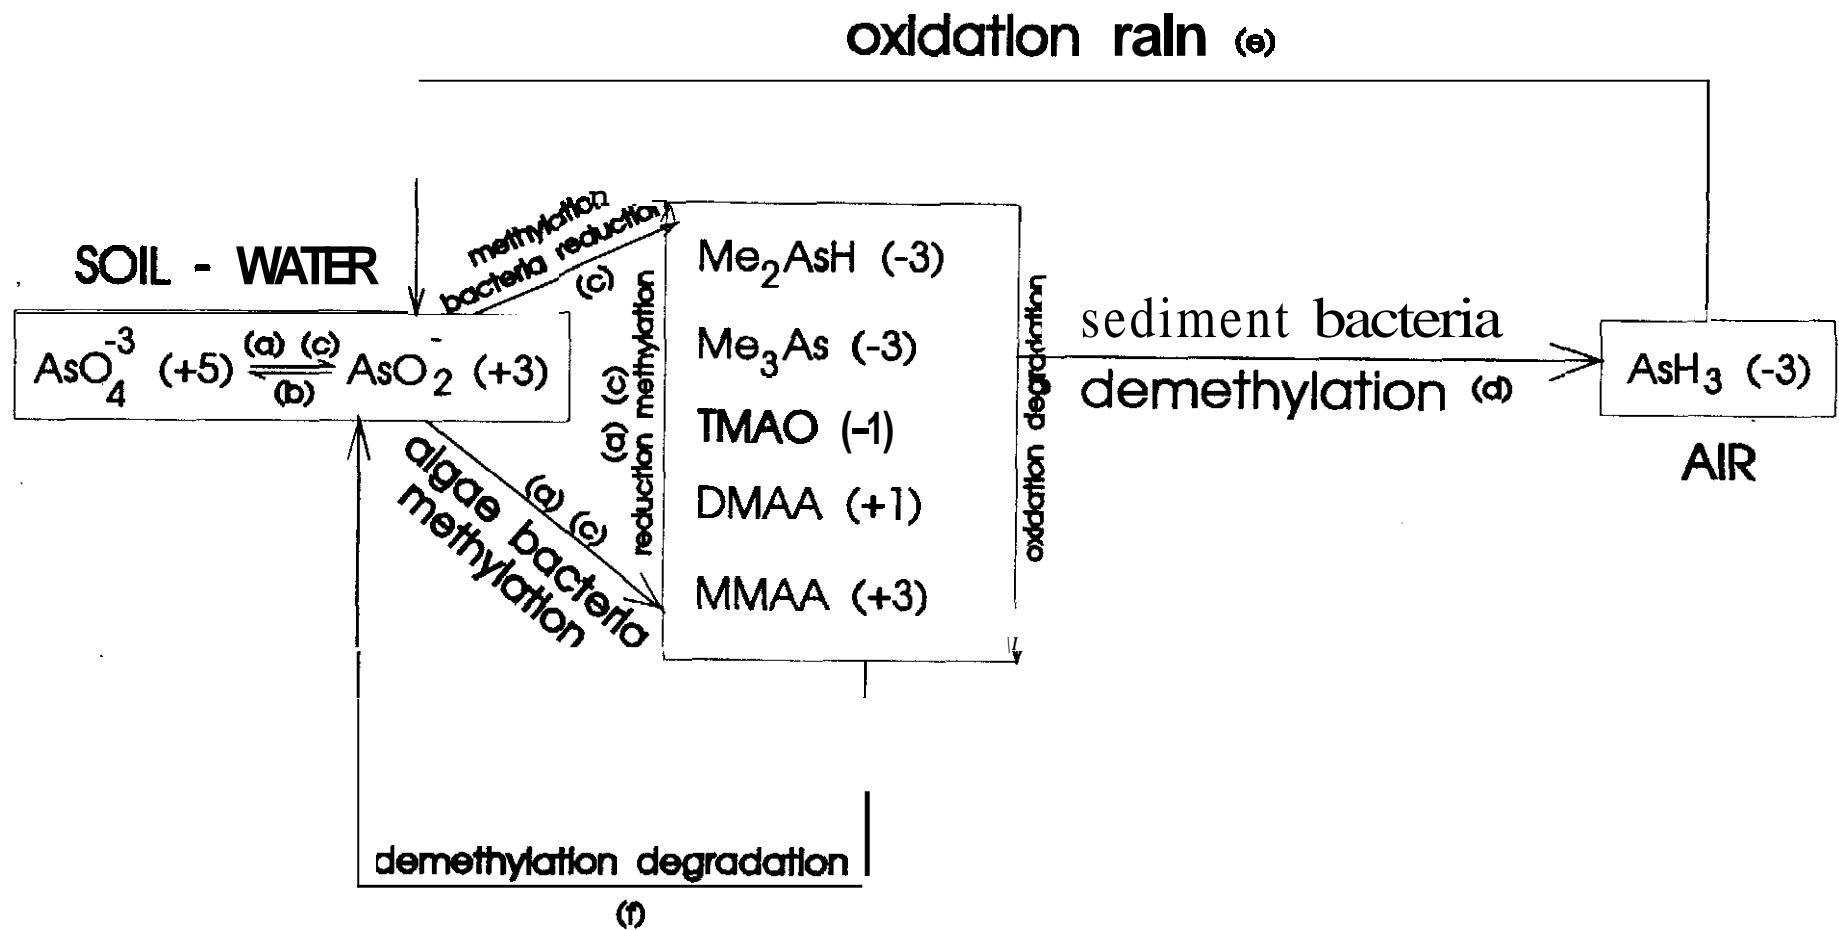 oxidation rain (e)
methylation
bacteria reduction
(c)
SOIL - WATER
AsO₄⁻³ (+5) (a) (c) (b) AsO₂⁻ (+3)
algae bacteria
methylation
(a) (c)
(a) (c)
reduction methylation
Me₂AsH (-3)
Me₃As (-3)
TMAO (-1)
DMAA (+1)
MMAA (+3)
oxidation degradation
sediment bacteria
demethylation (d)
AsH₃ (-3)
AIR
demethylation degradation
(f)